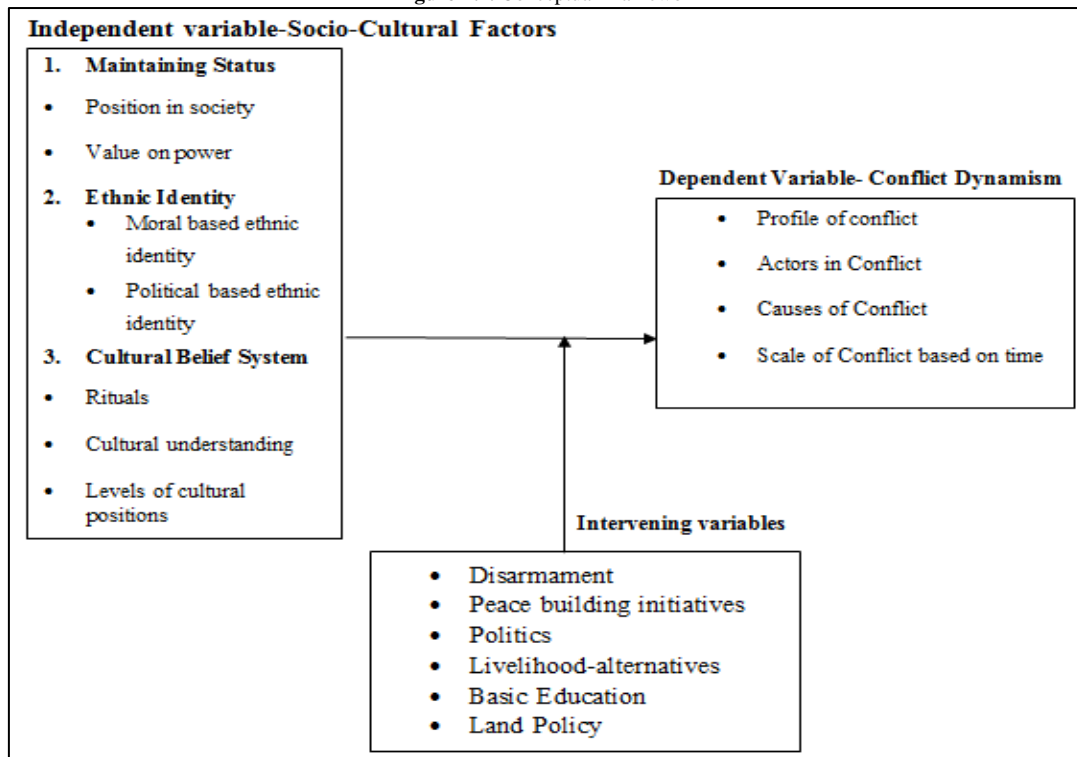 Independent variable-Socio-Cultural Factors
1. Maintaining Status
• Position in society
• Value on power
2. Ethnic Identity
• Moral based ethnic
identity
• Political based ethnic
identity
3. Cultural Belief System
• Rituals
• Cultural understanding
• Levels of cultural
positions
Dependent Variable- Conflict Dynamism
• Profile of conflict
• Actors in Conflict
• Causes of Conflict
• Scale of Conflict based on time
Intervening variables
• Disarmament
• Peace building initiatives
• Politics
• Livelihood-alternatives
• Basic Education
• Land Policy